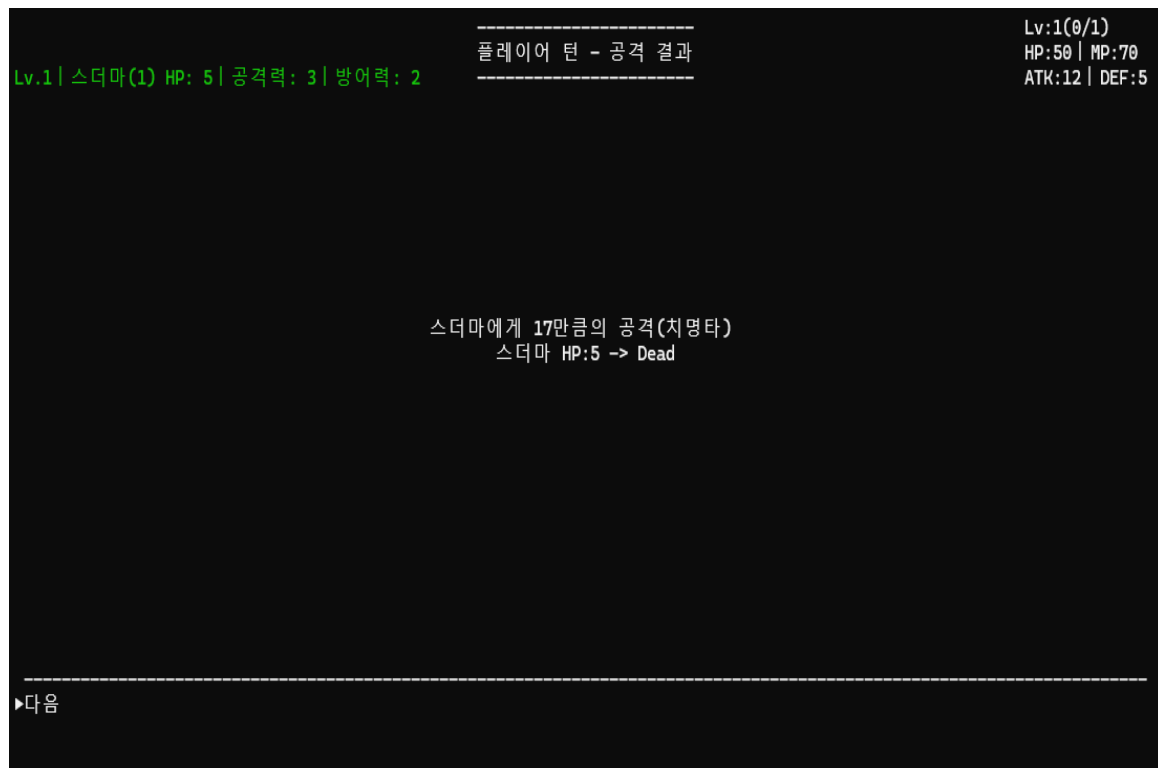 Lv:1(0/1)
플레이어 턴 - 공격 결과
HP:50| MP:70
Lv.1| 스더마(1) HP: 5| 공격력: 3| 방어력: 2
ATK:12| DEF:5
스더마에게 17만큼의 공격(치명타)
스더마 HP:5 -> Dead
▶다음